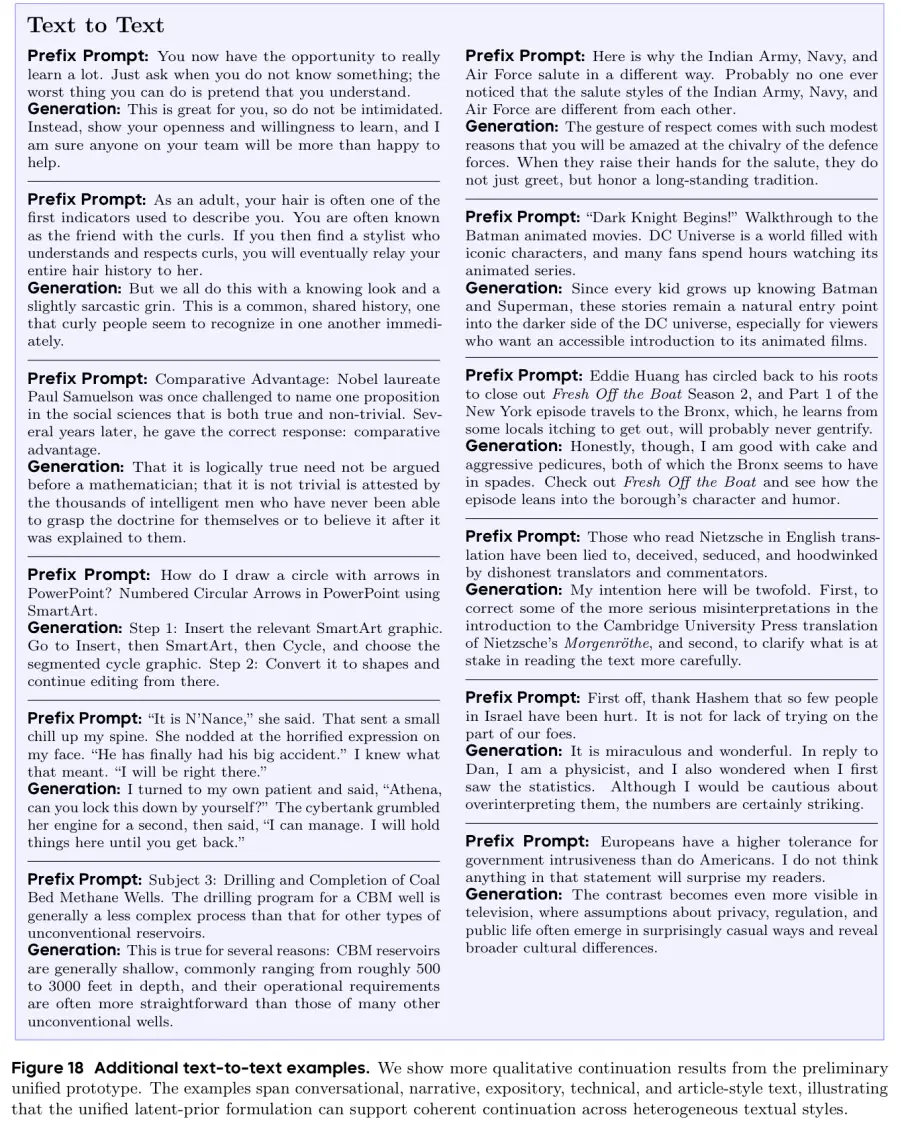 Text to Text
Prefix Prompt: You now have the opportunity to really
learn a lot. Just ask when you do not know something; the
worst thing you can do is pretend that you understand.
Generation: This is great for you, so do not be intimidated.
Instead, show your openness and willingness to learn, and I
am sure anyone on your team will be more than happy to
help.
Prefix Prompt: As an adult, your hair is often one of the
first indicators used to describe you. You are often known
as the friend with the curls. If you then find a stylist who
understands and respects curls, you will eventually relay your
entire hair history to her.
Generation: But we all do this with a knowing look and a
slightly sarcastic grin. This is a common, shared history, one
that curly people seem to recognize in one another immedi-
ately.
Prefix Prompt: Comparative Advantage: Nobel laureate
Paul Samuelson was once challenged to name one proposition
in the social sciences that is both true and non-trivial. Sev-
eral years later, he gave the correct response: comparative
advantage.
Generation: That it is logically true need not be argued
before a mathematician; that it is not trivial is attested by
the thousands of intelligent men who have never been able
to grasp the doctrine for themselves or to believe it after it
was explained to them.
Prefix Prompt: How do I draw a circle with arrows in
PowerPoint? Numbered Circular Arrows in PowerPoint using
SmartArt.
Generation: Step 1: Insert the relevant SmartArt graphic.
Go to Insert, then SmartArt, then Cycle, and choose the
segmented cycle graphic. Step 2: Convert it to shapes and
continue editing from there.
Prefix Prompt: “It is N’Nance,” she said. That sent a small
chill up my spine. She nodded at the horrified expression on
my face. “He has finally had his big accident.” I knew what
that meant. “I will be right there.”
Generation: I turned to my own patient and said, “Athena,
can you lock this down by yourself?” The cybertank grumbled
her engine for a second, then said, “I can manage. I will hold
things here until you get back.”
Prefix Prompt: Subject 3: Drilling and Completion of Coal
Bed Methane Wells. The drilling program for a CBM well is
generally a less complex process than that for other types of
unconventional reservoirs.
Generation: This is true for several reasons: CBM reservoirs
are generally shallow, commonly ranging from roughly 500
to 3000 feet in depth, and their operational requirements
are often more straightforward than those of many other
unconventional wells.
Prefix Prompt: Here is why the Indian Army, Navy, and
Air Force salute in a different way. Probably no one ever
noticed that the salute styles of the Indian Army, Navy, and
Air Force are different from each other.
Generation: The gesture of respect comes with such modest
reasons that you will be amazed at the chivalry of the defence
forces. When they raise their hands for the salute, they do
not just greet, but honor a long-standing tradition.
Prefix Prompt: “Dark Knight Begins!” Walkthrough to the
Batman animated movies. DC Universe is a world filled with
iconic characters, and many fans spend hours watching its
animated series.
Generation: Since every kid grows up knowing Batman
and Superman, these stories remain a natural entry point
into the darker side of the DC universe, especially for viewers
who want an accessible introduction to its animated films.
Prefix Prompt: Eddie Huang has circled back to his roots
to close out Fresh Off the Boat Season 2, and Part 1 of the
New York episode travels to the Bronx, which, he learns from
some locals itching to get out, will probably never gentrify.
Generation: Honestly, though, I am good with cake and
aggressive pedicures, both of which the Bronx seems to have
in spades. Check out Fresh Off the Boat and see how the
episode leans into the borough’s character and humor.
Prefix Prompt: Those who read Nietzsche in English trans-
lation have been lied to, deceived, seduced, and hoodwinked
by dishonest translators and commentators.
Generation: My intention here will be twofold. First, to
correct some of the more serious misinterpretations in the
introduction to the Cambridge University Press translation
of Nietzsche’s Morgenröthe, and second, to clarify what is at
stake in reading the text more carefully.
Prefix Prompt: First off, thank Hashem that so few people
in Israel have been hurt. It is not for lack of trying on the
part of our foes.
Generation: It is miraculous and wonderful. In reply to
Dan, I am a physicist, and I also wondered when I first
saw the statistics. Although I would be cautious about
overinterpreting them, the numbers are certainly striking.
Prefix Prompt: Europeans have a higher tolerance for
government intrusiveness than do Americans. I do not think
anything in that statement will surprise my readers.
Generation: The contrast becomes even more visible in
television, where assumptions about privacy, regulation, and
public life often emerge in surprisingly casual ways and reveal
broader cultural differences.
Figure 18 Additional text-to-text examples. We show more qualitative continuation results from the preliminary
unified prototype. The examples span conversational, narrative, expository, technical, and article-style text, illustrating
that the unified latent-prior formulation can support coherent continuation across heterogeneous textual styles.